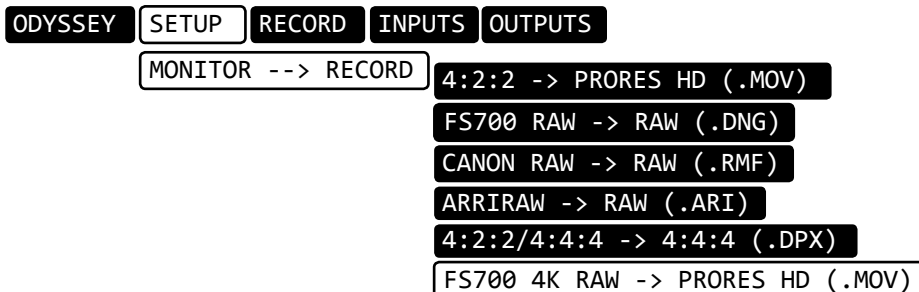 ODYSSEY SETUP RECORD INPUTS OUTPUTS
MONITOR --> RECORD
4:2:2 -> PRORES HD (.MOV)
FS700 RAW -> RAW (.DNG)
CANON RAW -> RAW (.RMF)
ARRIRAW -> RAW (.ARI)
4:2:2/4:4:4 -> 4:4:4 (.DPX)
FS700 4K RAW -> PRORES HD (.MOV)